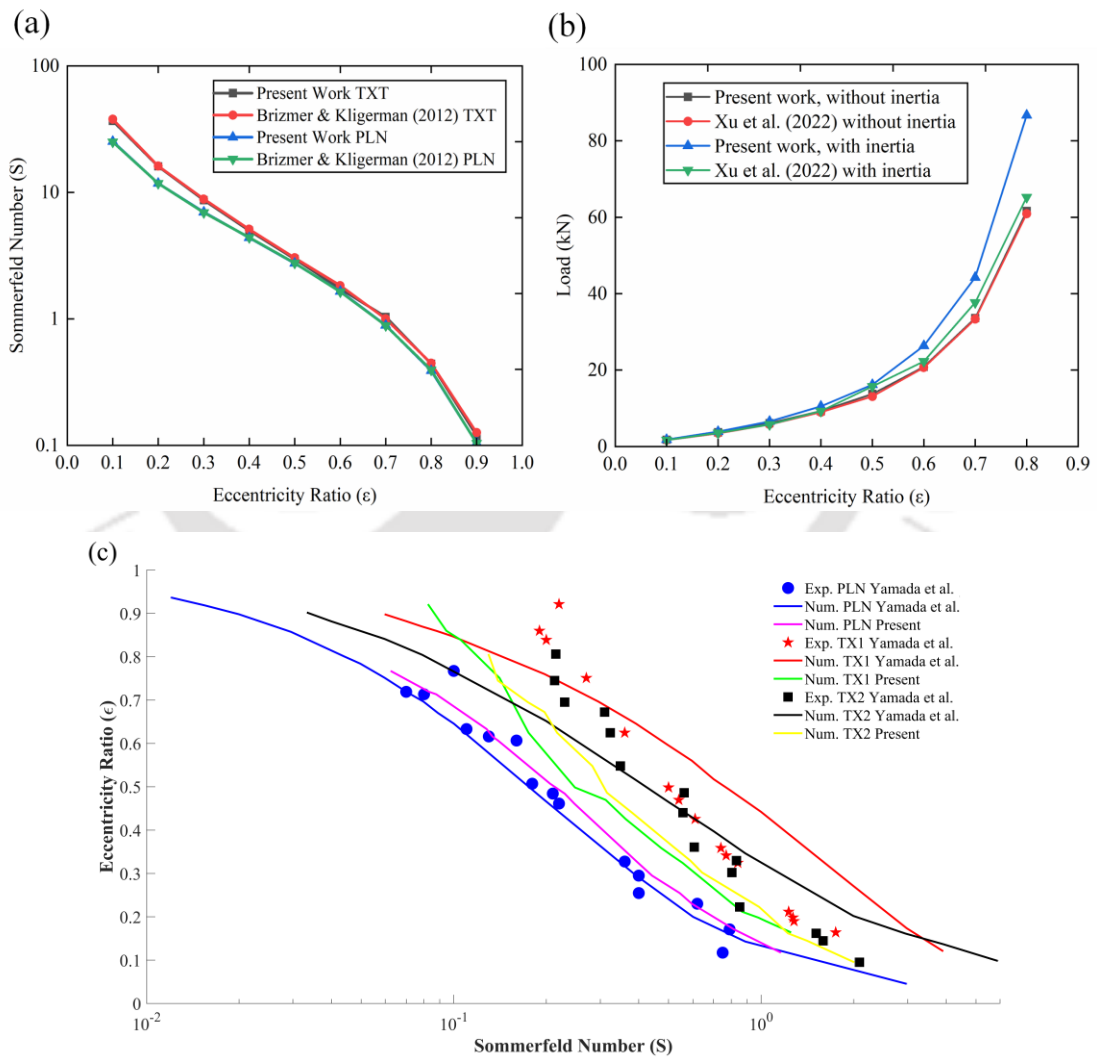 (a)
100
10
1
0.1
0.0 0.1 0.2 0.3 0.4 0.5 0.6 0.7 0.8 0.9 1.0
Sommerfeld Number (S)
Eccentricity Ratio (ε)
Present Work TXT
Brizmer & Kligerman (2012) TXT
Present Work PLN
Brizmer & Kligerman (2012) PLN
(b)
100
80
60
40
20
0
0.0 0.1 0.2 0.3 0.4 0.5 0.6 0.7 0.8 0.9
Load (kN)
Eccentricity Ratio (ε)
Present work, without inertia
Xu et al. (2022) without inertia
Present work, with inertia
Xu et al. (2022) with inertia
(c)
1
0.9
0.8
0.7
0.6
0.5
0.4
0.3
0.2
0.1
0
10⁻² 10⁻¹ 10⁰
Eccentricity Ratio (ϵ)
Sommerfeld Number (S)
Exp. PLN Yamada et al.
Num. PLN Yamada et al.
Num. PLN Present
Exp. TX1 Yamada et al.
Num. TX1 Yamada et al.
Num. TX1 Present
Exp. TX2 Yamada et al.
Num. TX2 Yamada et al.
Num. TX2 Present